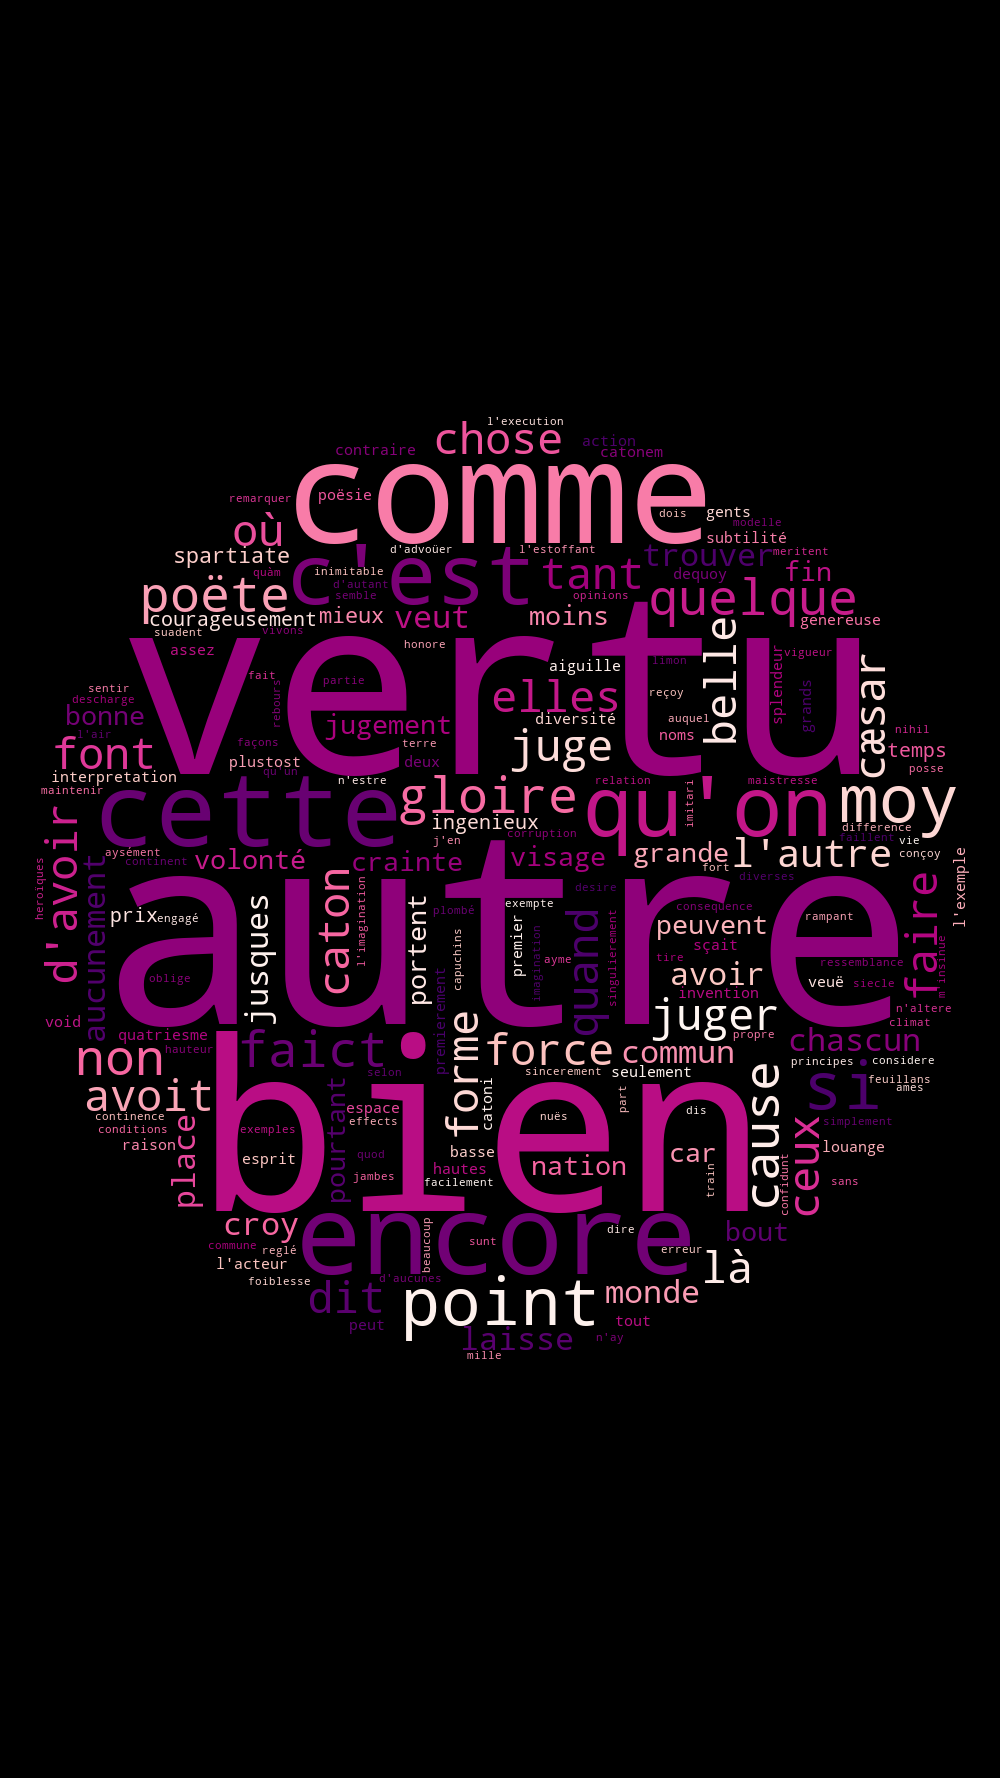 l'execution
chose
action
contraire
catonem
comme
remarquer
poësie
dois
gents
modelle
où
subtilité
spartiate
d'advoüer
l'estoffant
trouver
meritent
c'est
quàm
inimitable
tant
dequoy
fin
d'autant
poëte
semble
opinions
quelque
courageusement
mieux
veut
moins
genereuse
suadent
vivons
vertu
belle
assez
honore
limon
vigueur
aiguille
splendeur
cæsar
fait
partié
elles
sentir
descharge
rebours
reçoy
grands
bonne
jugement
diversité
auquel
noms
nihil
l'air
font
façons
terre
juge
temps
plustost
deux
posse
interpretation
qu'un
n'estre
relation
maistresse
maintenir
cette
gloire
qu'on
imitari
moy
ingenieux
difference
corruption
faillent
vie
j'en
aysément
continent
volonté
crainte
visage
grande
l'autre
conçoy
fort
heroiques
d'avoir
aucunement
autre
diverses
l'exemple
desire
caton
l'imagination
faire
prix
engagé
jusques
portent
plombé
exempte
consequence
quand
singulierement
peuvent
rampant
capuchins
premier
imagination
sçait
ayme
tire
ressemblance
m'insinue
oblige
premierement
avoir
veuë
siecle
invention
n'altere
void
forme
juger
climat
quatriesme
propre
hauteur
non
faict
force
commun
chascun
bien
principes
considere
selon
sincerement
seulement
cause
si
feuillans
ames
avoit
pourtant
catoni
part
continence
espace
effects
nuës
dis
simplement
conditions
exemples
ceux
place
raison
basse
car
louange
esprit
quod
nation
hautes
jambes
facilement
train
confidunt
sans
croy
encore
beaucoup
dire
bout
commune
reglé
sunt
erreur
l'acteur
là
foiblesse
d'aucunes
dit
point
monde
peut
tout
laisse
n'ay
mille